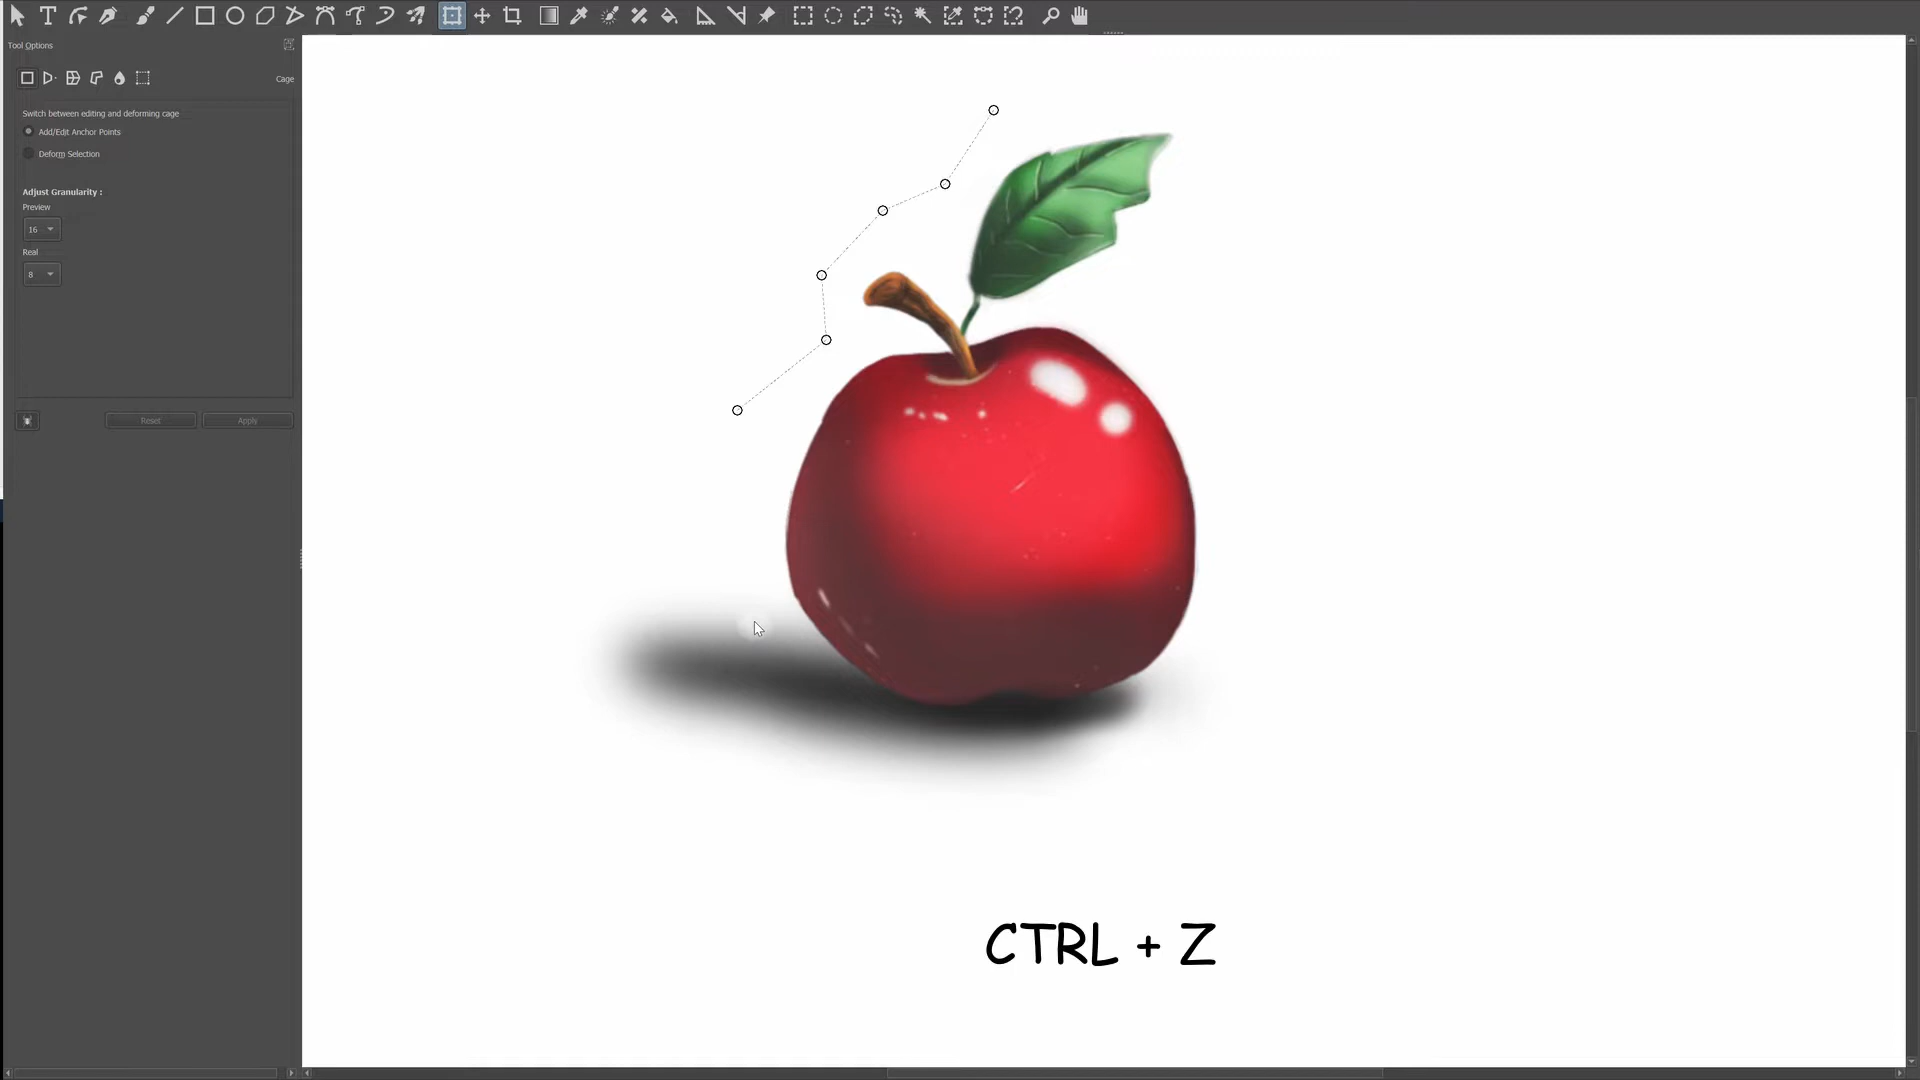 Tool Options
Cage
Switch between editing and deforming cage
Add/Edit Anchor Points
Deform Selection
Adjust Granularity :
Preview
16
Real
8
Reset
Apply
CTRL + Z